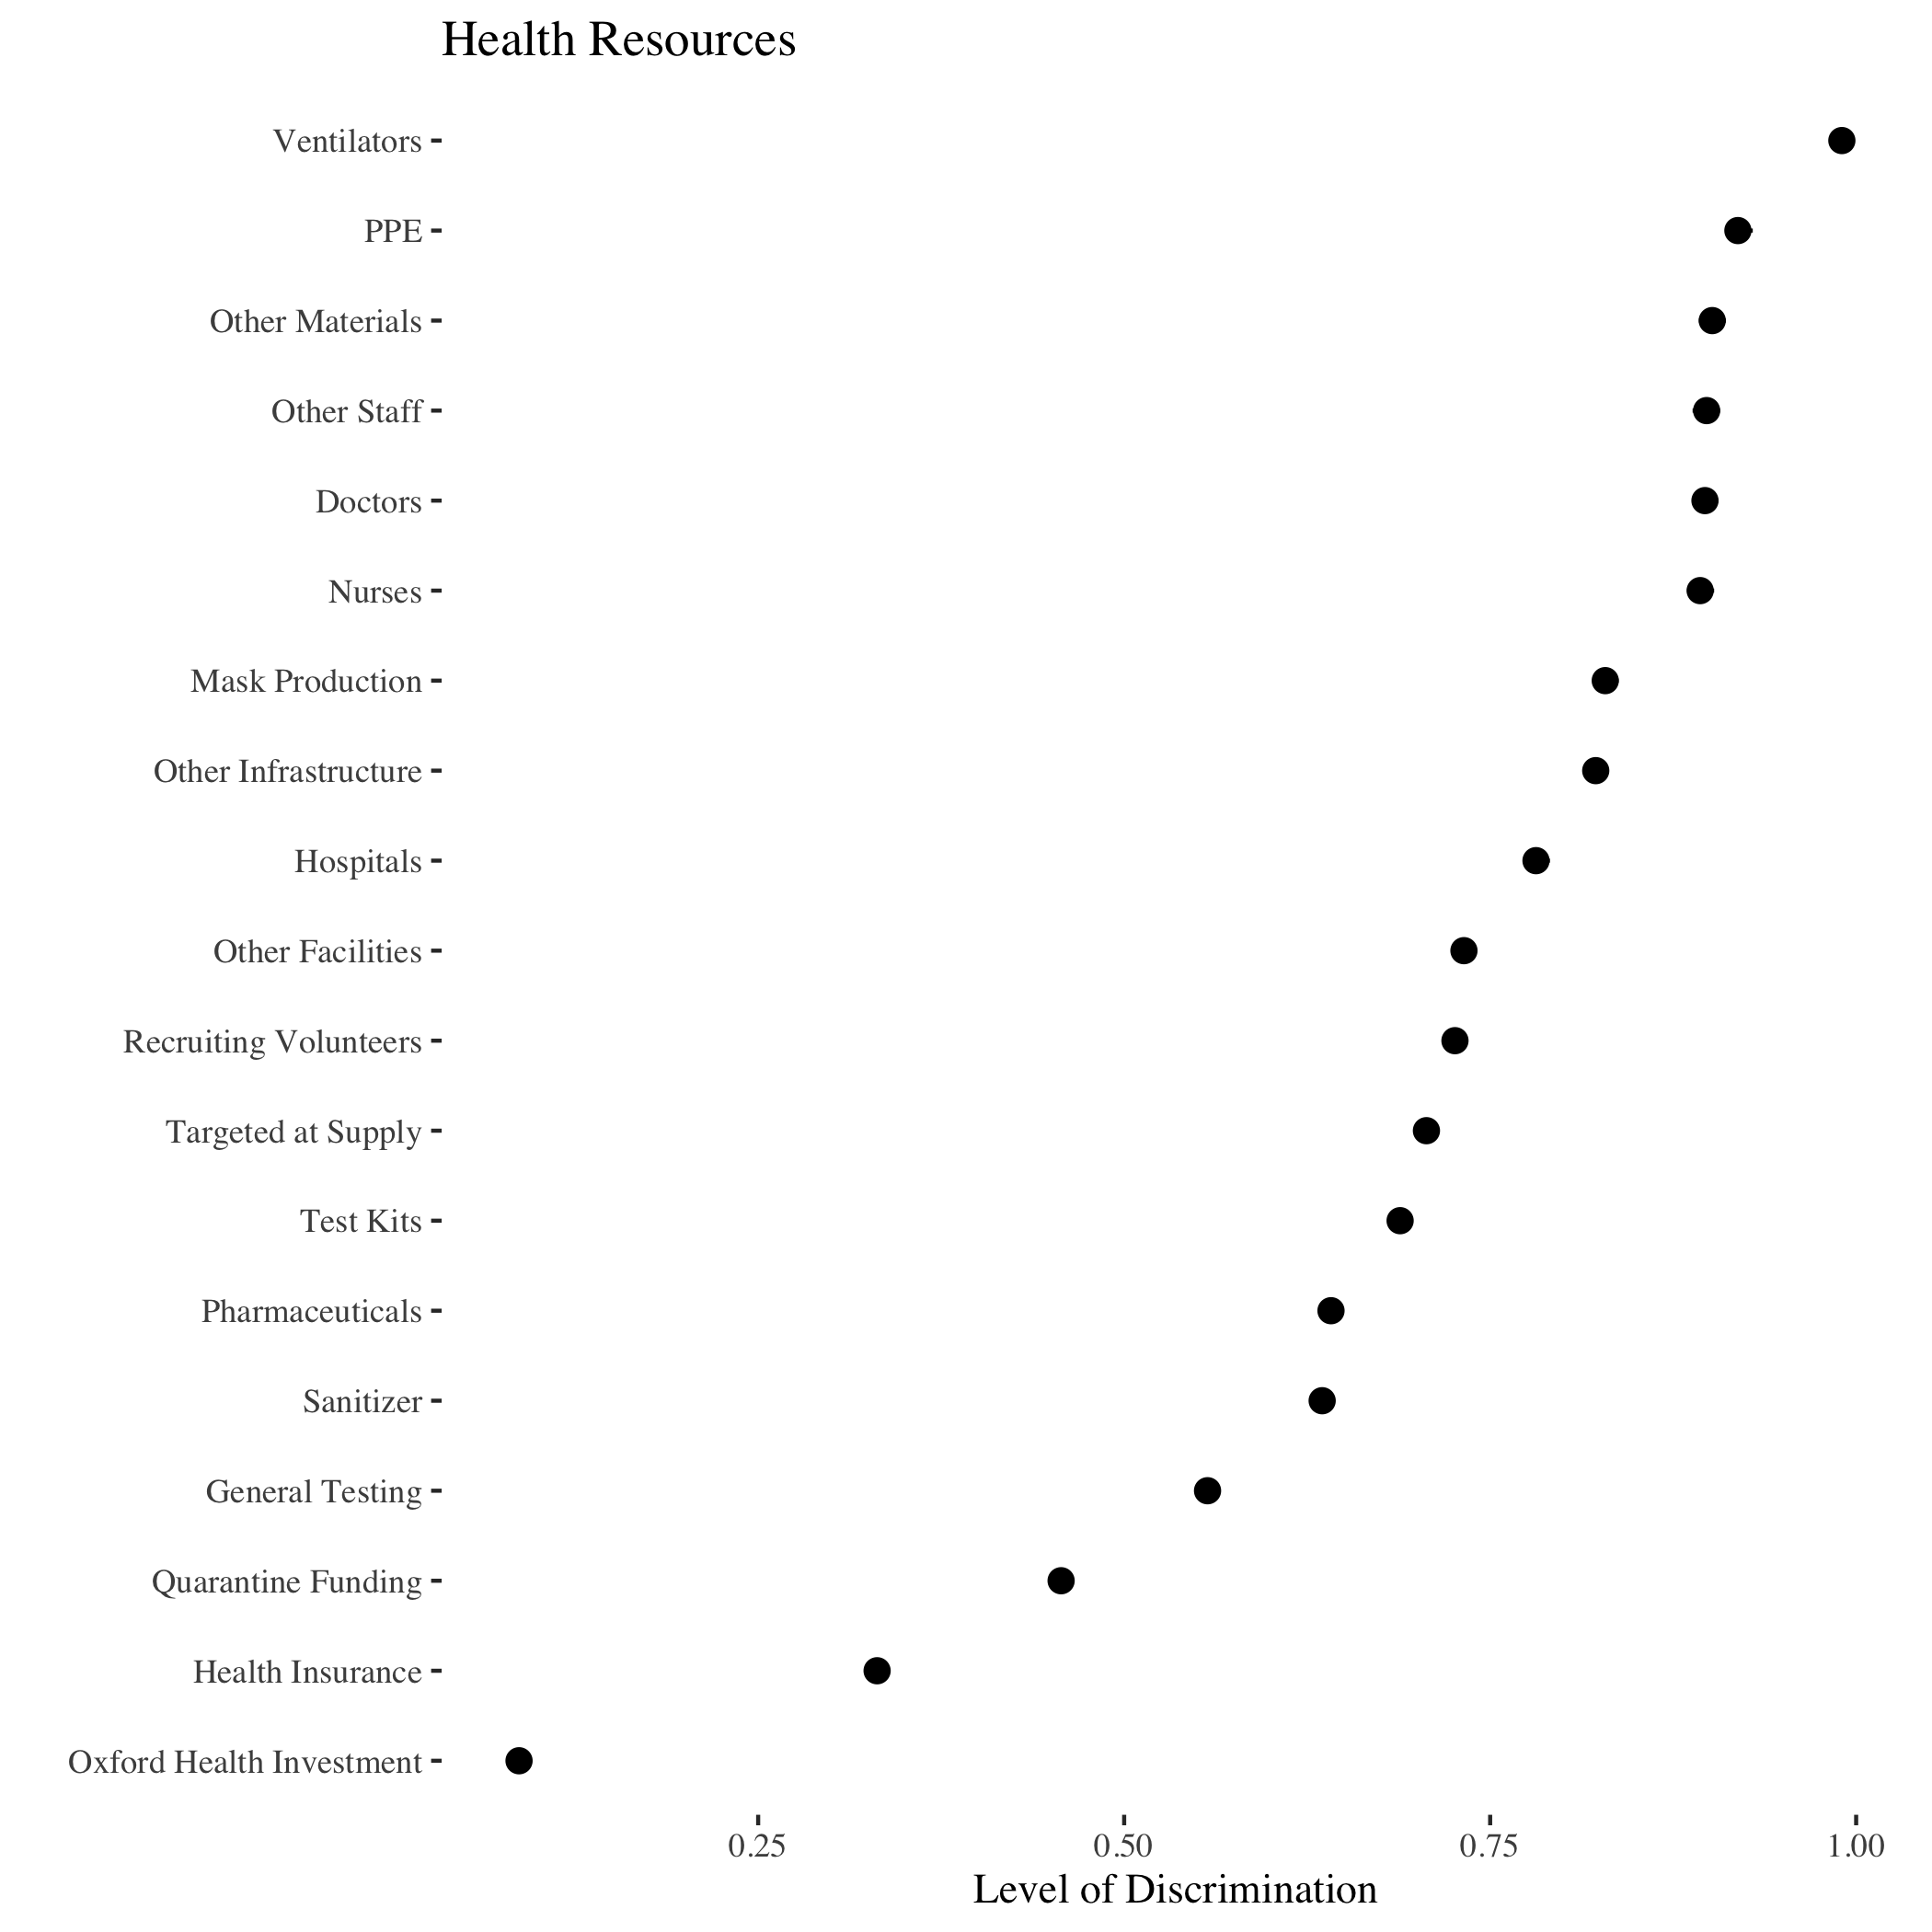 Health Resources
Ventilators
PPE
Other Materials
Other Staff
Doctors
Nurses
Mask Production
Other Infrastructure
Hospitals
Other Facilities
Recruiting Volunteers
Targeted at Supply
Test Kits
Pharmaceuticals
Sanitizer
General Testing
Quarantine Funding
Health Insurance
Oxford Health Investment
0.25 0.50 0.75 1.00
Level of Discrimination